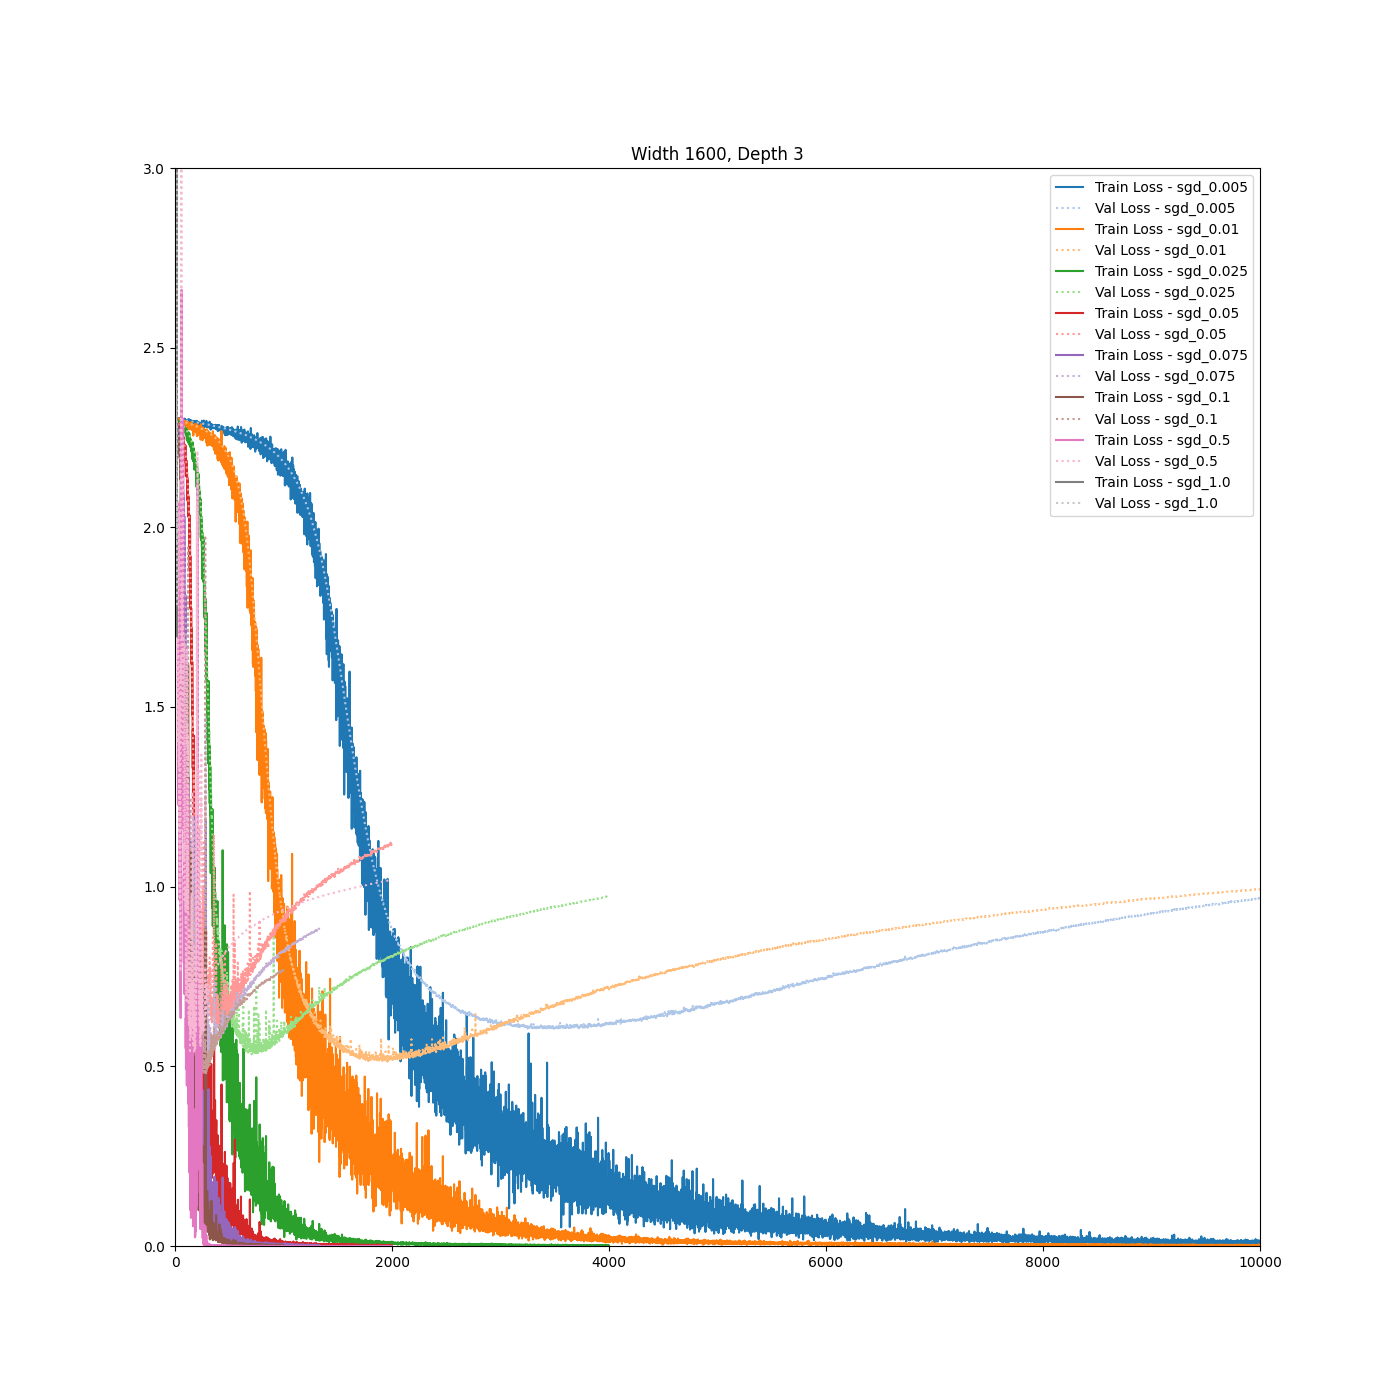 Width 1600, Depth 3
3.0
2.5
2.0
1.5
1.0
0.5
0.0
0
2000
4000
6000
8000
10000
Train Loss - sgd_0.005
Val Loss - sgd_0.005
Train Loss - sgd_0.01
Val Loss - sgd_0.01
Train Loss - sgd_0.025
Val Loss - sgd_0.025
Train Loss - sgd_0.05
Val Loss - sgd_0.05
Train Loss - sgd_0.075
Val Loss - sgd_0.075
Train Loss - sgd_0.1
Val Loss - sgd_0.1
Train Loss - sgd_0.5
Val Loss - sgd_0.5
Train Loss - sgd_1.0
Val Loss - sgd_1.0